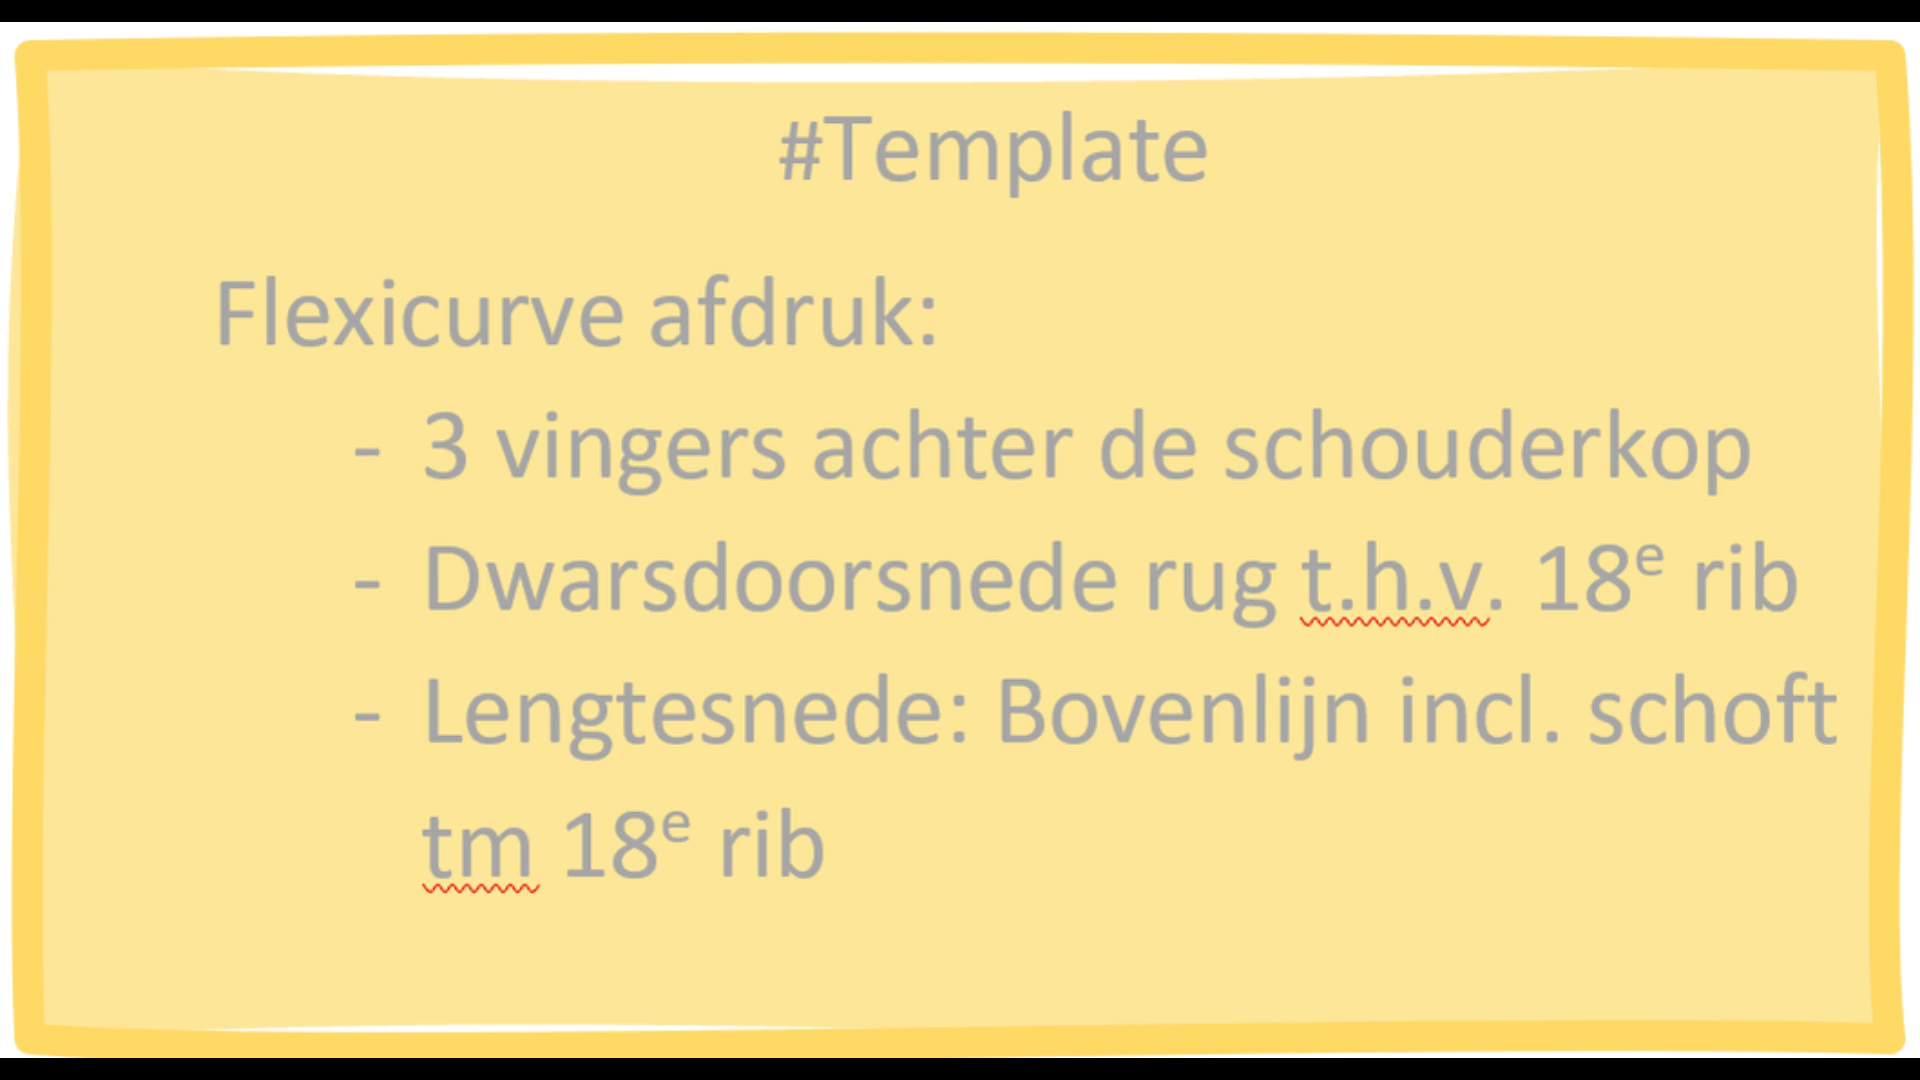 #Template
Flexicurve afdruk:
- 3 vingers achter de schouderkop
- Dwarsdoorsnede rug t.h.v. 18e rib
- Lengtesnede: Bovenlijn incl. schoft
tm 18e rib